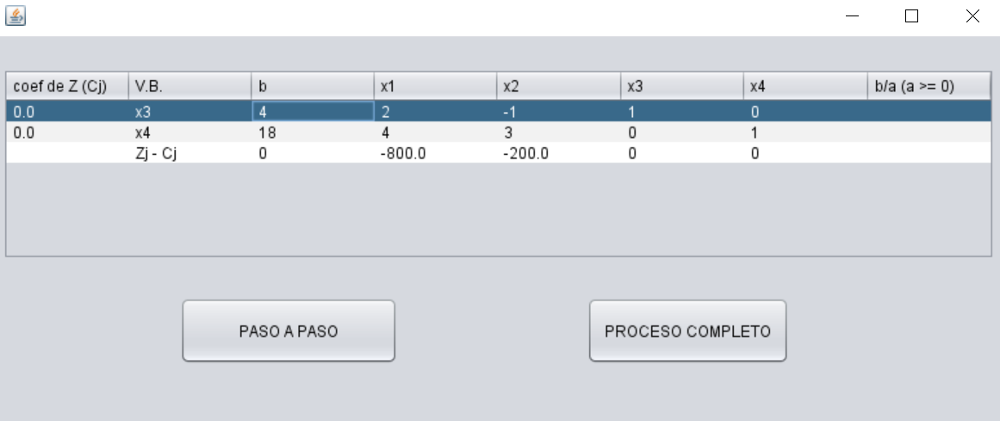 coef de Z (Cj) V.B. b x1 x2 x3 x4 b/a (a >= 0)
0.0 x3 4 2 -1 1 0
0.0 x4 18 4 3 0 1
Zj - Cj 0 -800.0 -200.0 0 0
PASO A PASO PROCESO COMPLETO